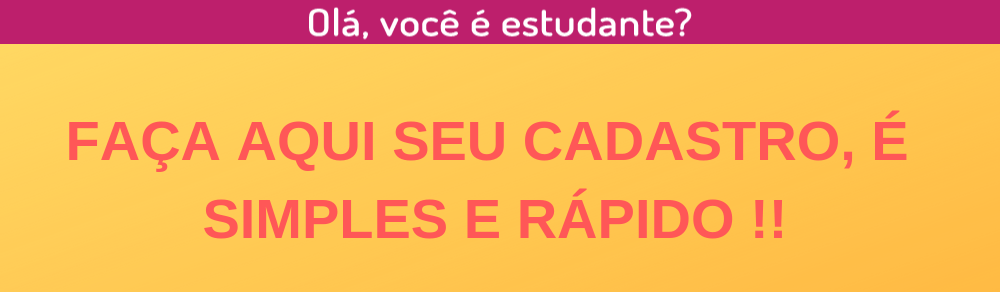 Olá, você é estudante?
FAÇA AQUI SEU CADASTRO, É
SIMPLES E RÁPIDO !!